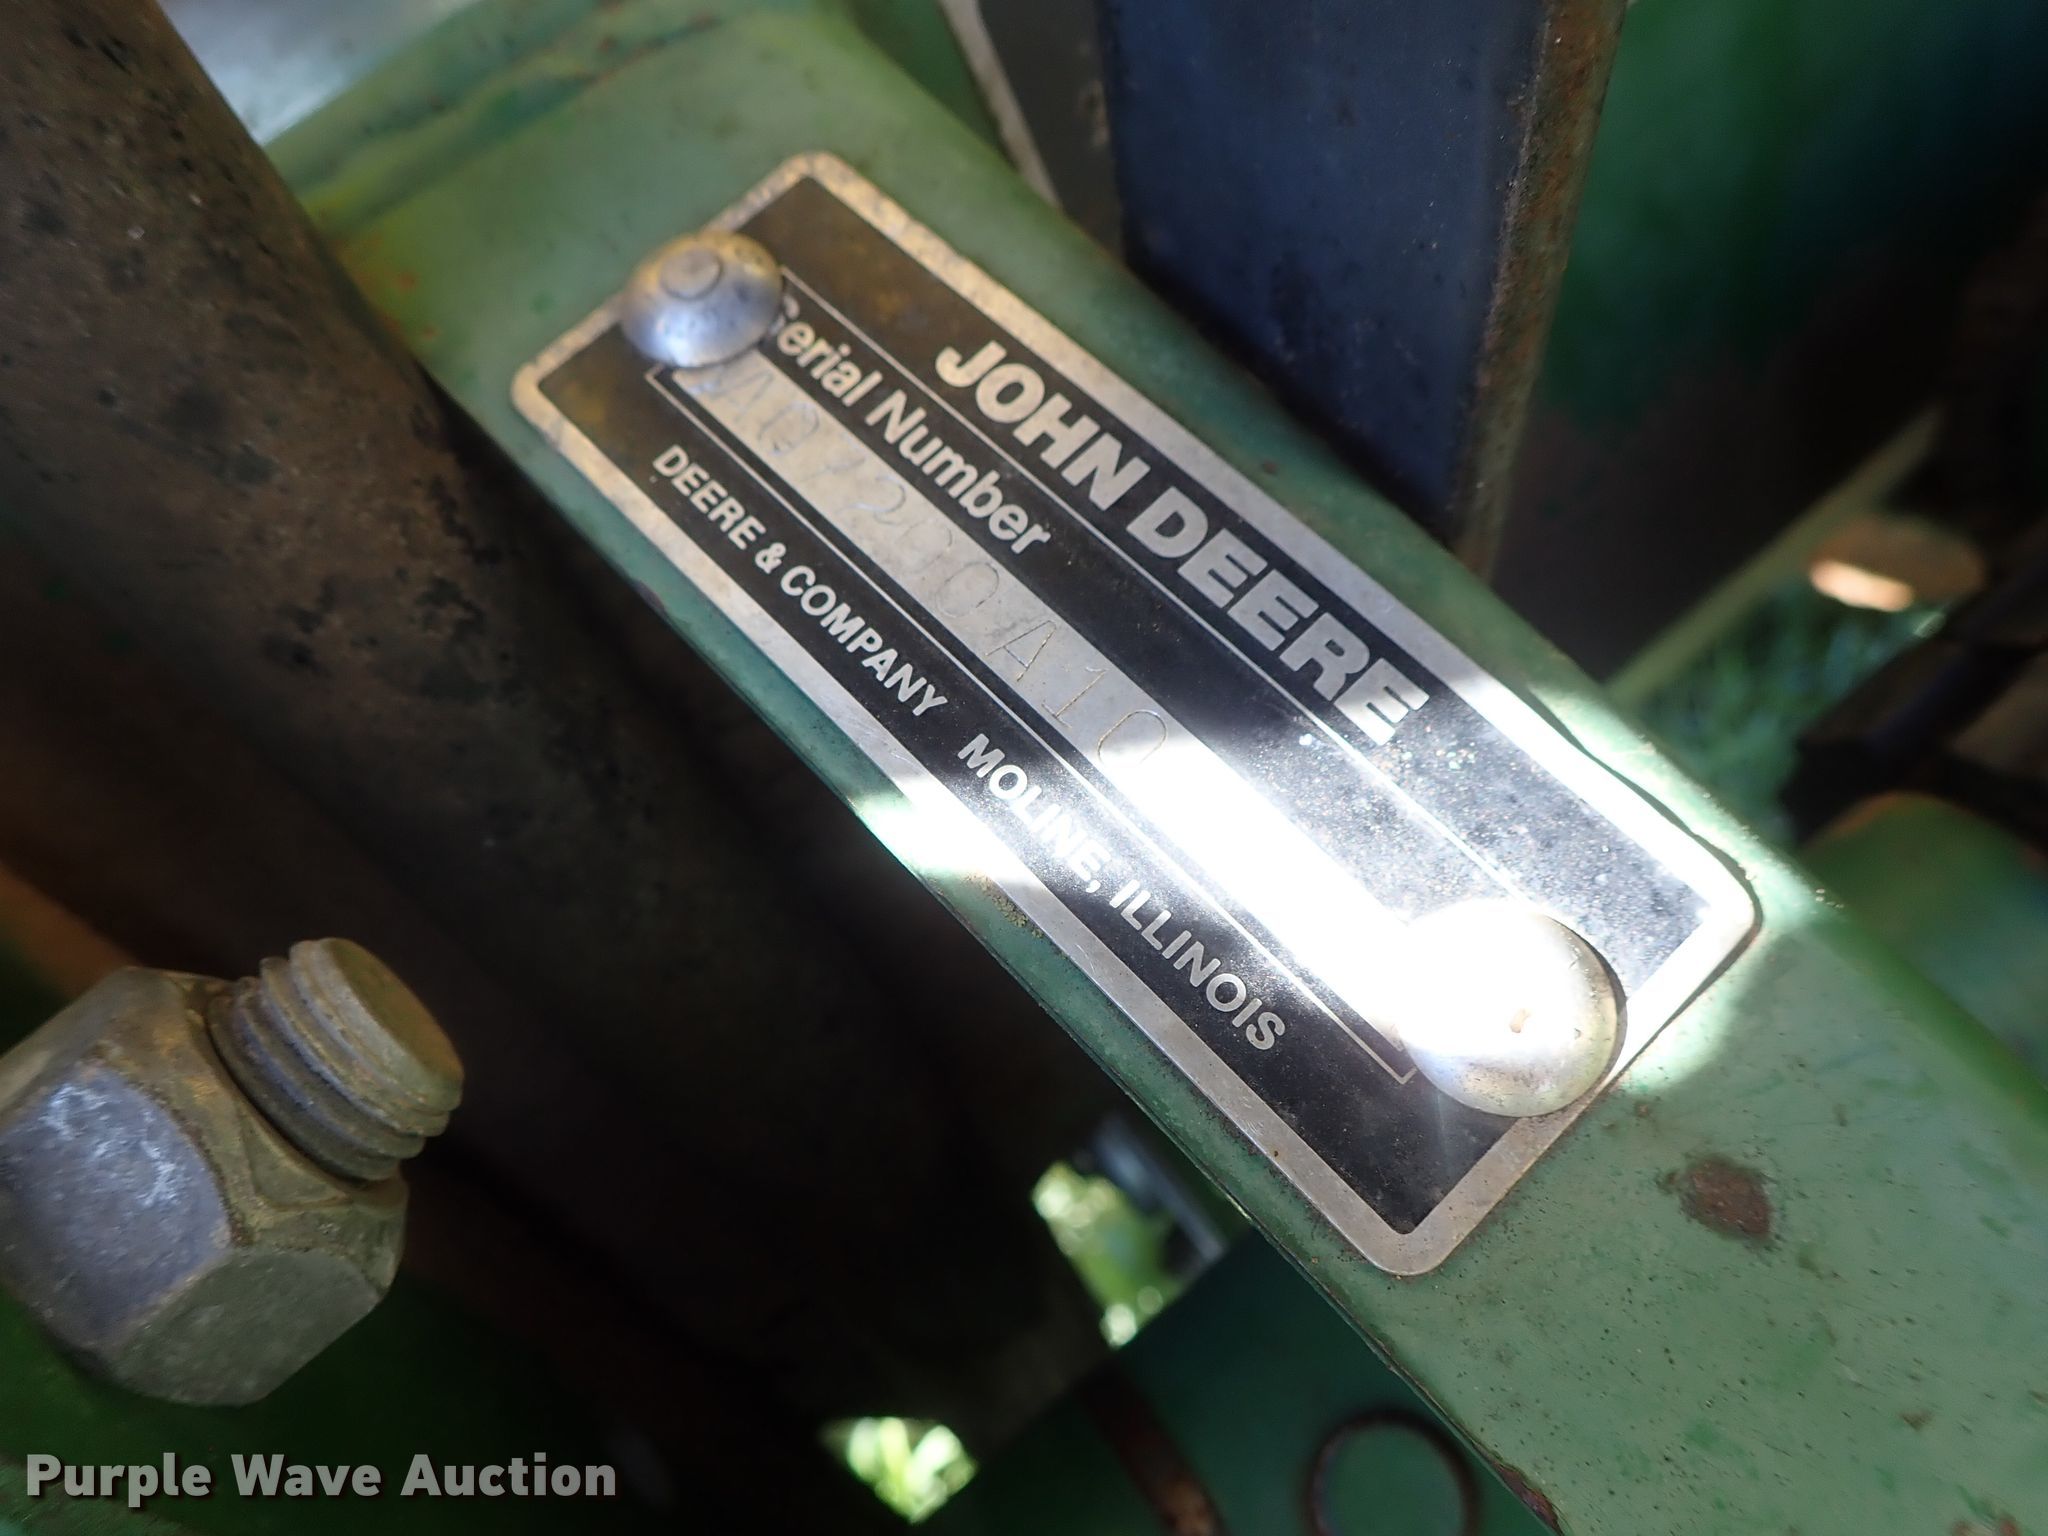 JOHN DEERE
Serial Number
DEERE & COMPANY MOLINE, ILLINOIS
Purple Wave Auction